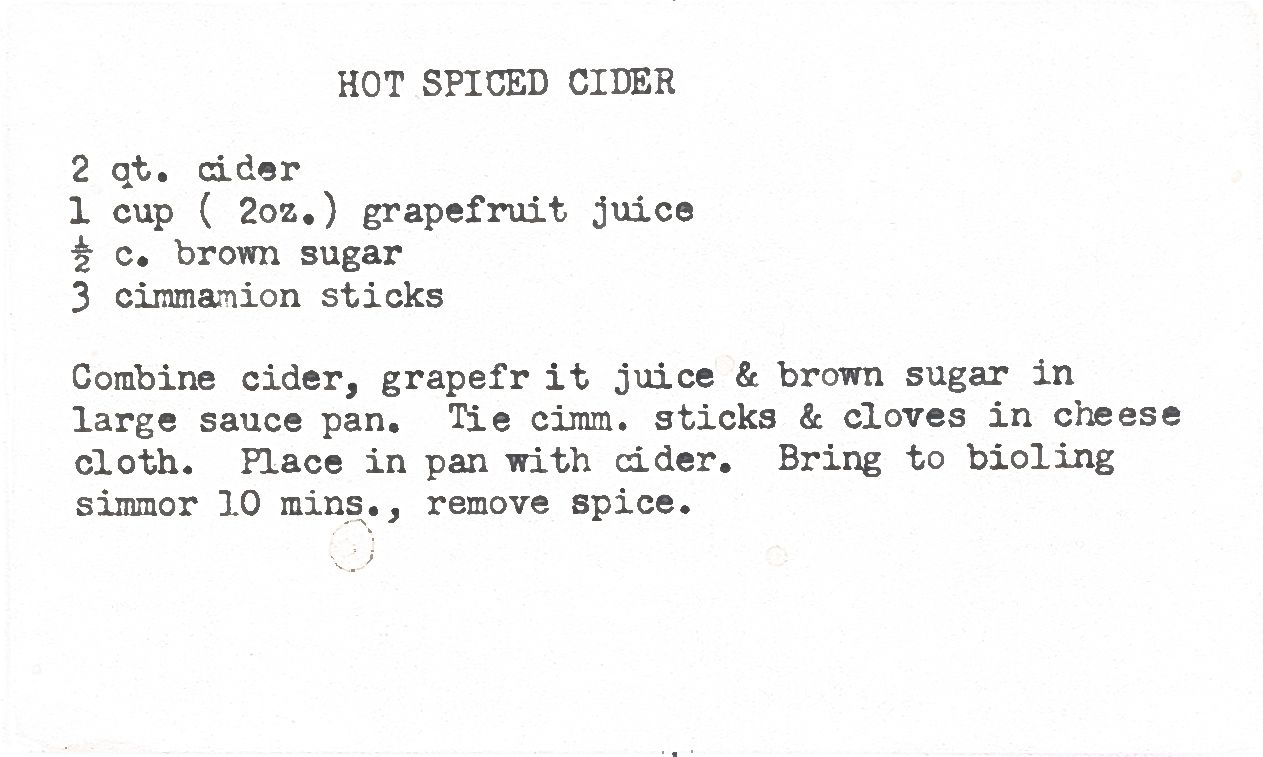 HOT SPICED CIDER
2 qt. cider
1 cup ( 2oz.) grapefruit juice
½ c. brown sugar
3 cimmamion sticks
Combine cider, grapefr it juice & brown sugar in
large sauce pan. Tie cimm. sticks & cloves in cheese
cloth. Place in pan with cider. Bring to bioling
simmor 10 mins., remove spice.